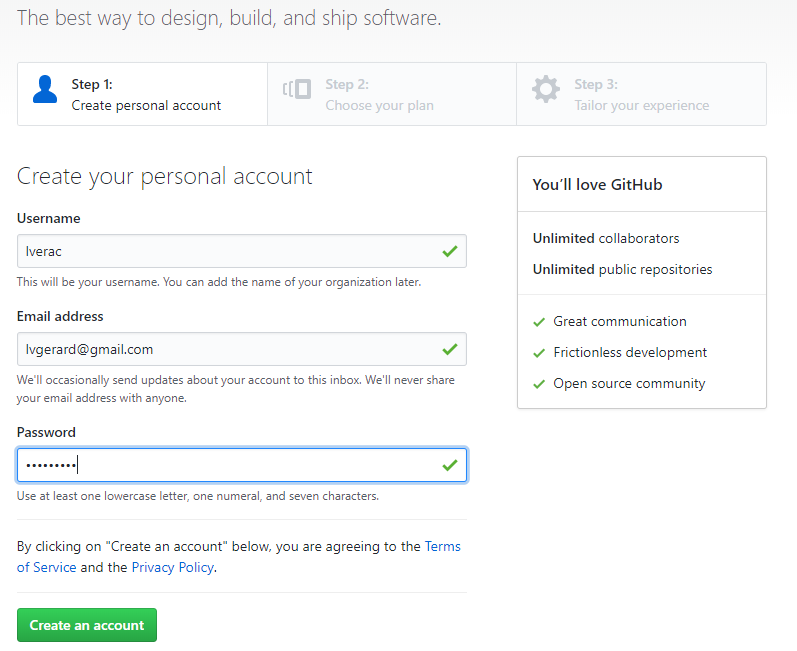 The best way to design, build, and ship software.
Step 1:
Create personal account
Step 2:
Choose your plan
Step 3:
Tailor your experience
Create your personal account
Username
lverac
This will be your username. You can add the name of your organization later.
Email address
lvgerard@gmail.com
We'll occasionally send updates about your account to this inbox. We'll never share
your email address with anyone.
Password
•••••••••
Use at least one lowercase letter, one numeral, and seven characters.
By clicking on "Create an account" below, you are agreeing to the Terms
of Service and the Privacy Policy.
Create an account
You'll love GitHub
Unlimited collaborators
Unlimited public repositories
Great communication
Frictionless development
Open source community